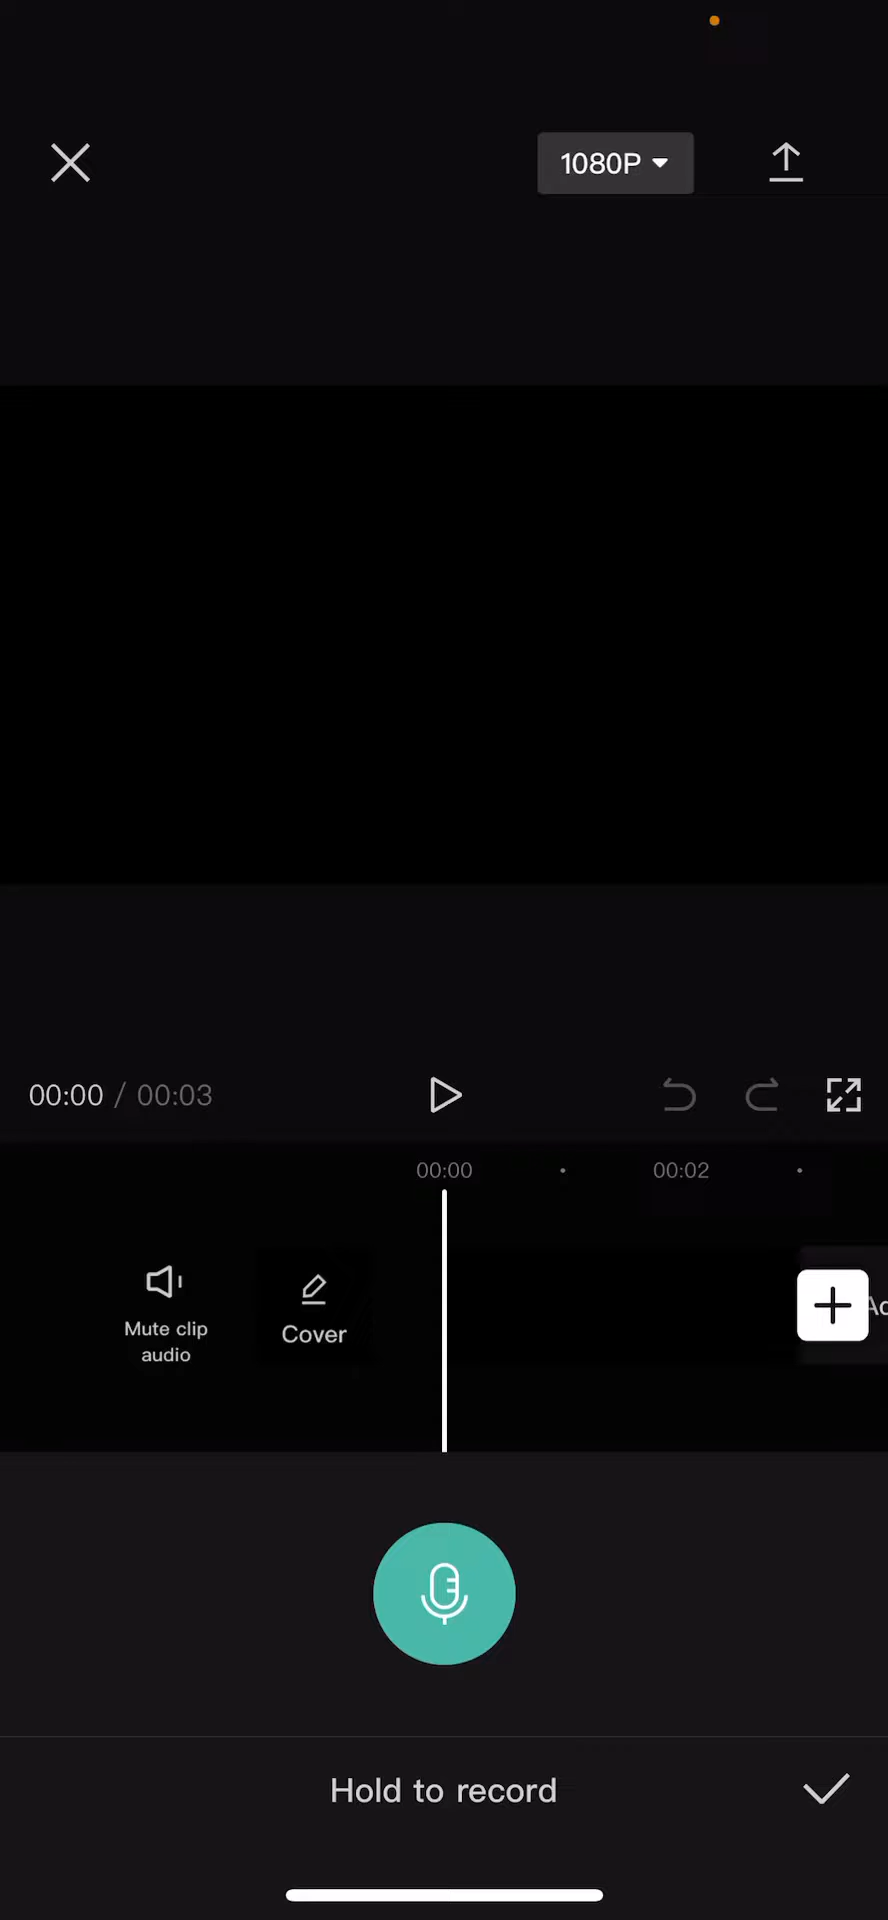 1080P
00:00 / 00:03
00:00
00:02
Mute clip
audio
Cover
Hold to record